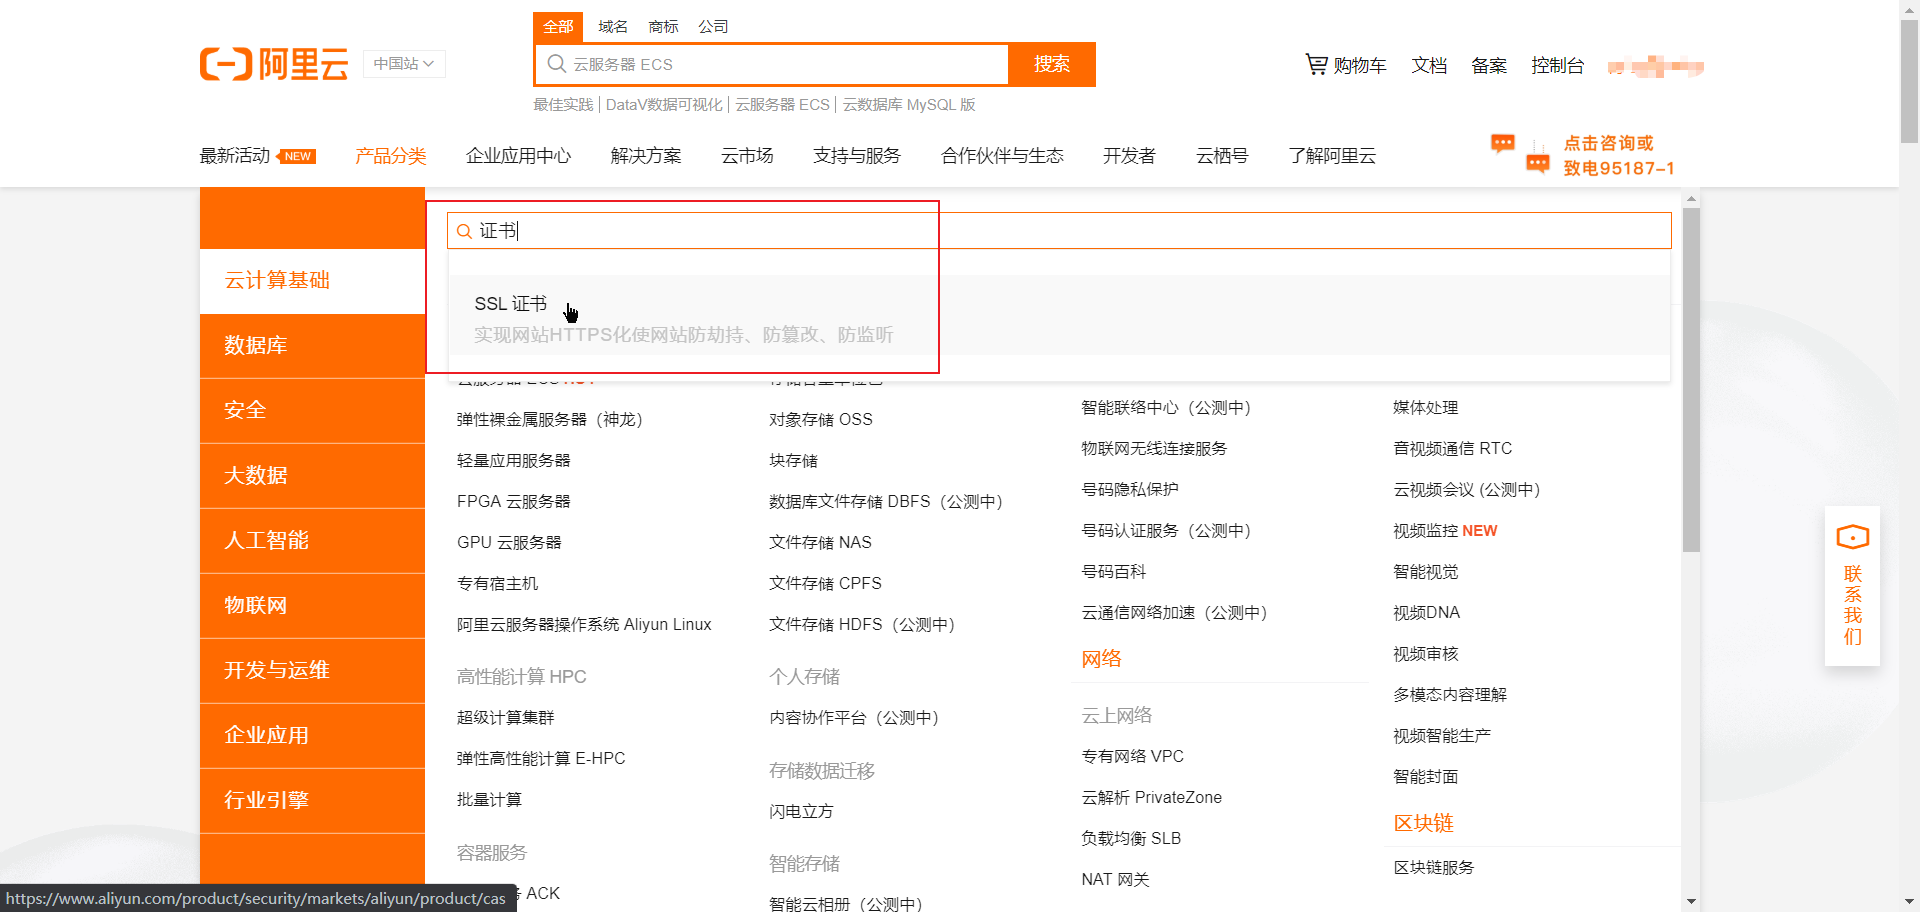 全部 域名 商标 公司
阿里云 中国站
云服务器 ECS 搜索
购物车 文档 备案 控制台
最佳实践 | DataV数据可视化 | 云服务器 ECS | 云数据库 MySQL 版
最新活动 NEW 产品分类 企业应用中心 解决方案 云市场 支持与服务 合作伙伴与生态 开发者 云栖号 了解阿里云
点击咨询或
致电95187-1
云计算基础
数据库
安全
大数据
人工智能
物联网
开发与运维
企业应用
行业引擎
证书
SSL 证书
实现网站HTTPS化使网站防劫持、防篡改、防监听
云服务器 ECS HOT
弹性裸金属服务器（神龙）
轻量应用服务器
FPGA 云服务器
GPU 云服务器
专有宿主机
阿里云服务器操作系统 Aliyun Linux
高性能计算 HPC
超级计算集群
弹性高性能计算 E-HPC
批量计算
容器服务
ACK
存储容量单位包
对象存储 OSS
块存储
数据库文件存储 DBFS（公测中）
文件存储 NAS
文件存储 CPFS
文件存储 HDFS（公测中）
个人存储
内容协作平台（公测中）
存储数据迁移
闪电立方
智能存储
智能云相册（公测中）
智能联络中心（公测中）
物联网无线连接服务
号码隐私保护
号码认证服务（公测中）
号码百科
云通信网络加速（公测中）
网络
云上网络
专有网络 VPC
云解析 PrivateZone
负载均衡 SLB
NAT 网关
媒体处理
音视频通信 RTC
云视频会议 (公测中）
视频监控 NEW
智能视觉
视频DNA
视频审核
多模态内容理解
视频智能生产
智能封面
区块链
区块链服务
联系我们
https://www.aliyun.com/product/security/markets/aliyun/product/cas